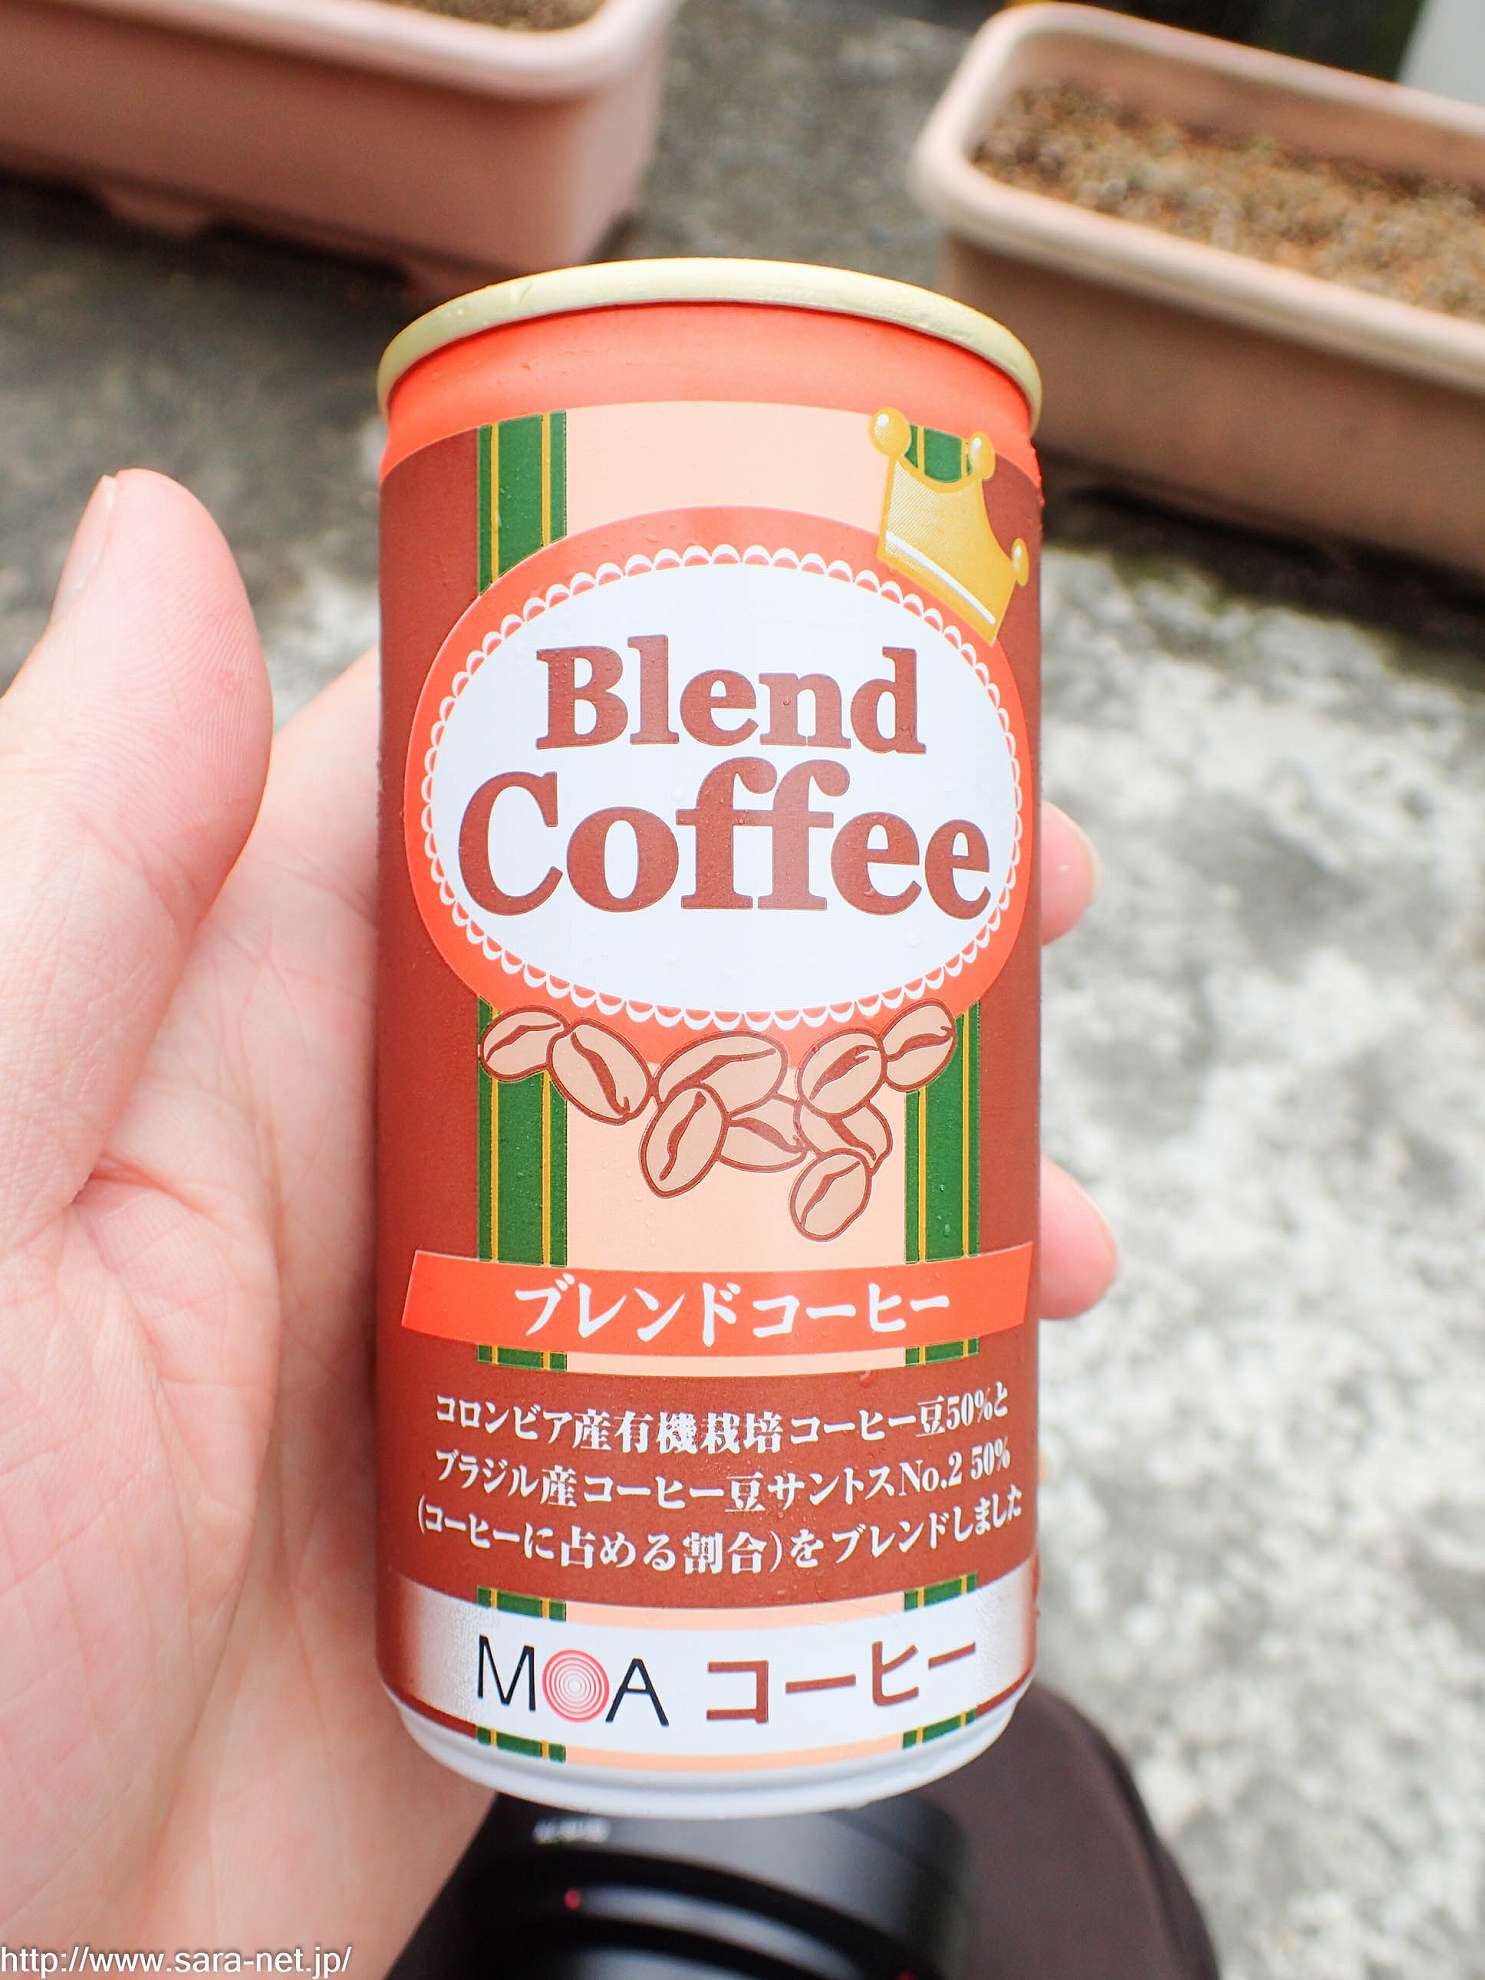 Blend
Coffee
ブレンドコーヒー
コロンビア産有機栽培コーヒー豆50%と
ブラジル産コーヒー豆サントスNo.2 50%
(コーヒーに占める割合)をブレンドしました
MOA コーヒー
http://www.sara-net.jp/